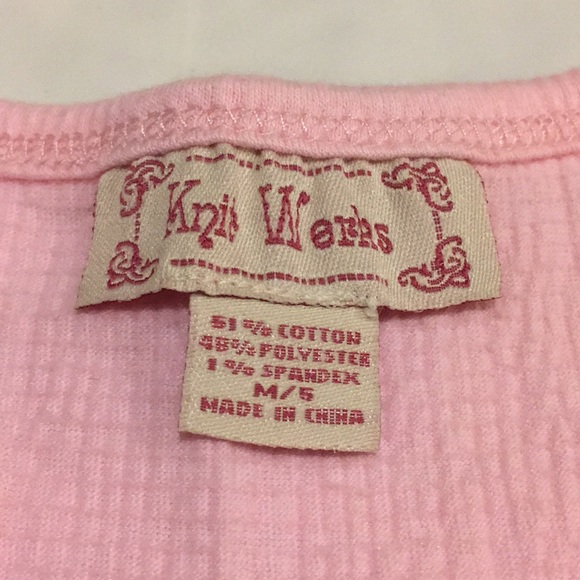 Knit Works
51% COTTON
48% POLYESTER
1% SPANDEX
M/5
MADE IN CHINA